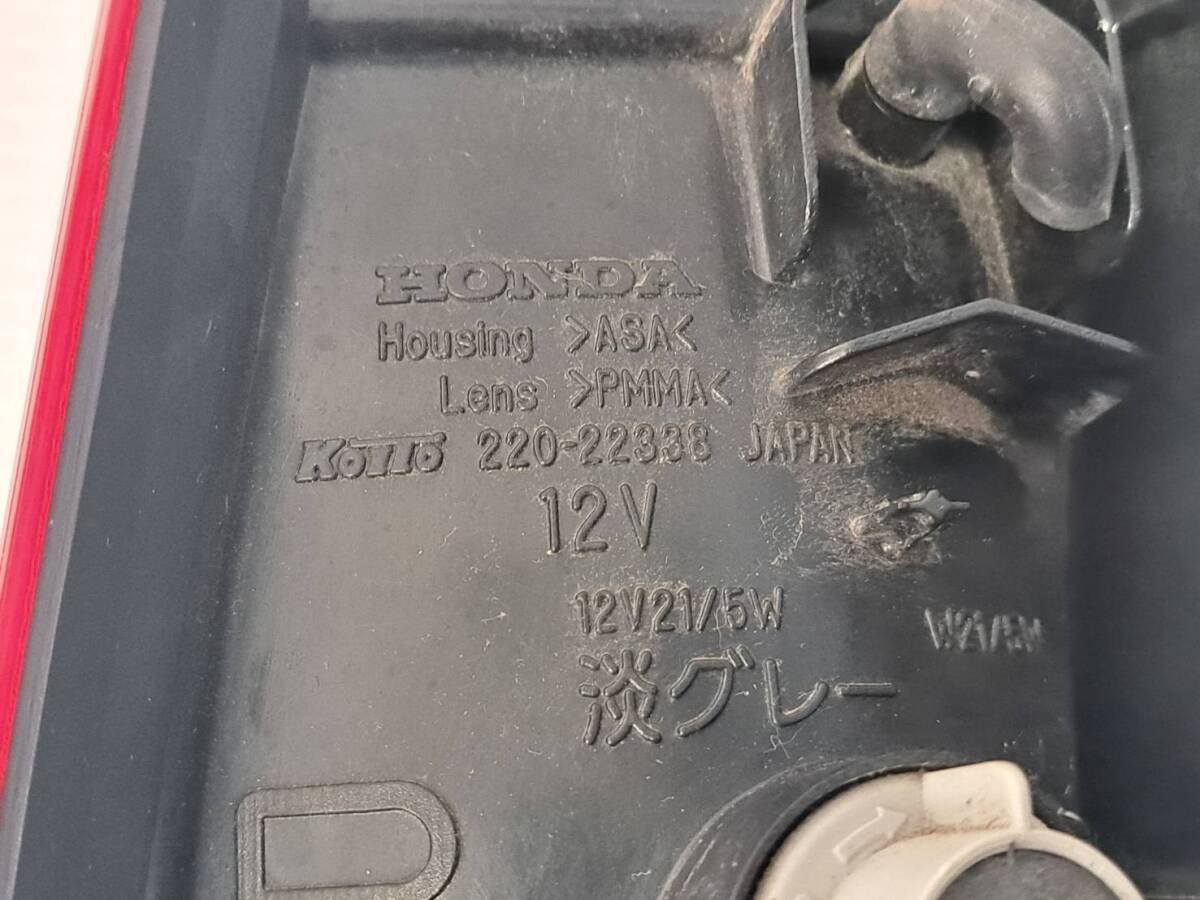 HONDA
Housing >ASA<
Lens >PMMA<
KOITO 220-22338 JAPAN
12V
12V21/5W
W21/5W
淡グレー